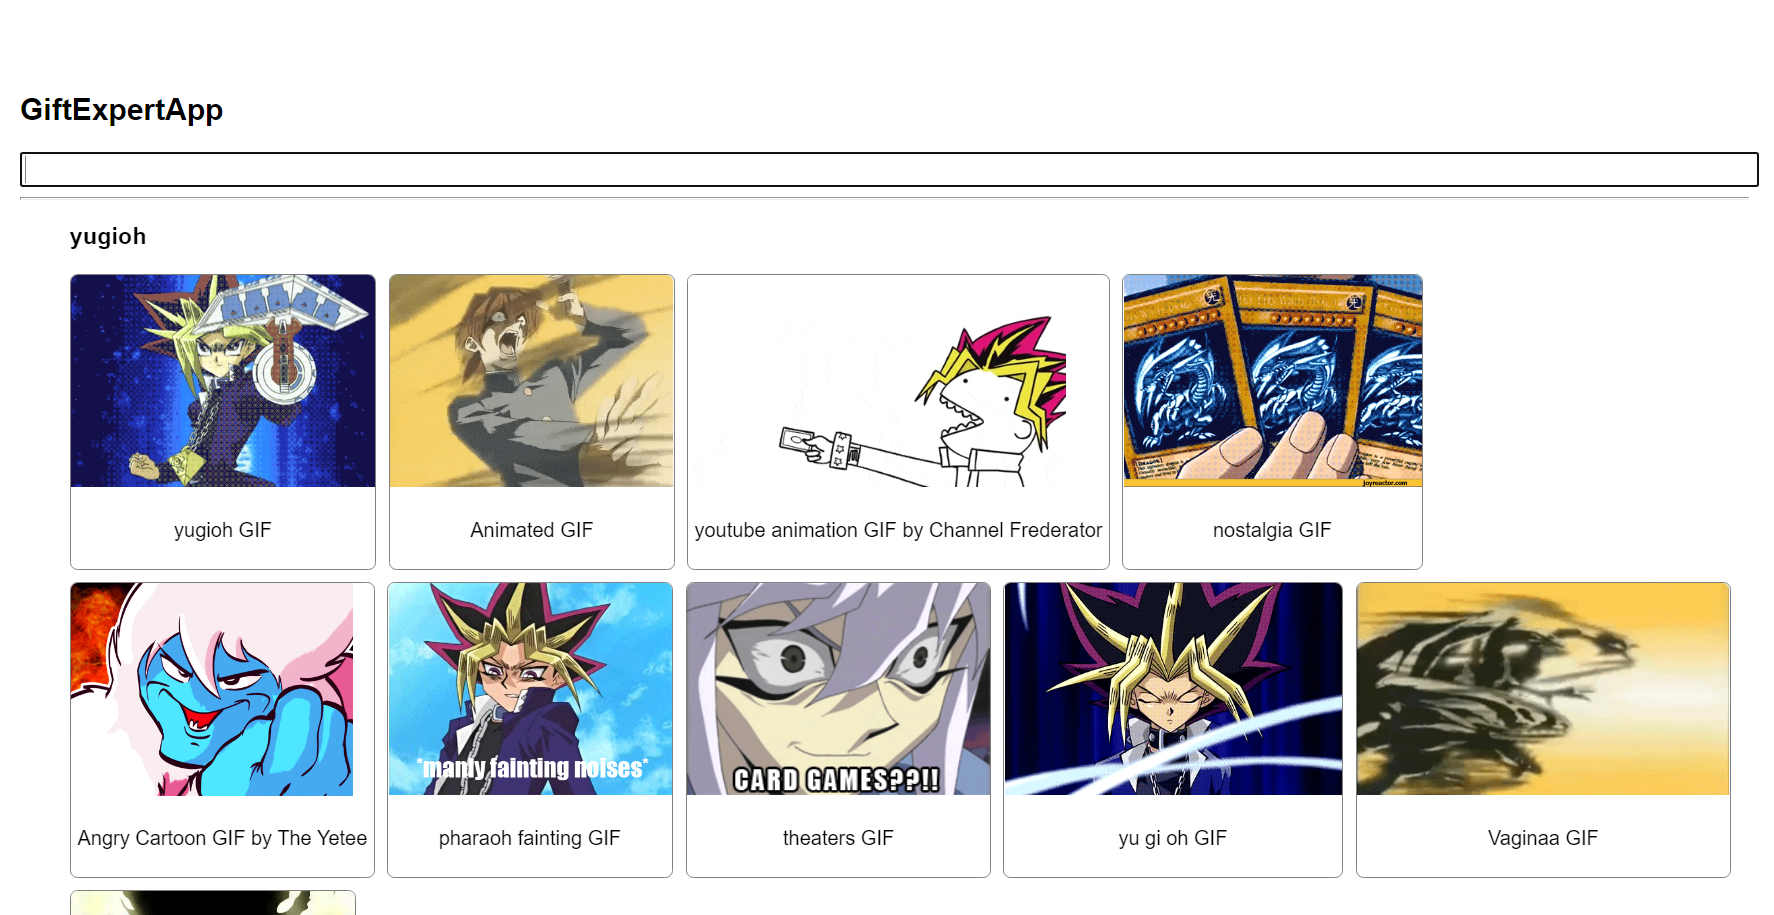 GiftExpertApp
yugioh
joyreactor.com
yugioh GIF
Animated GIF
youtube animation GIF by Channel Frederator
nostalgia GIF
*manly fainting noises*
CARD GAMES??!!
Angry Cartoon GIF by The Yetee
pharaoh fainting GIF
theaters GIF
yu gi oh GIF
Vaginaa GIF